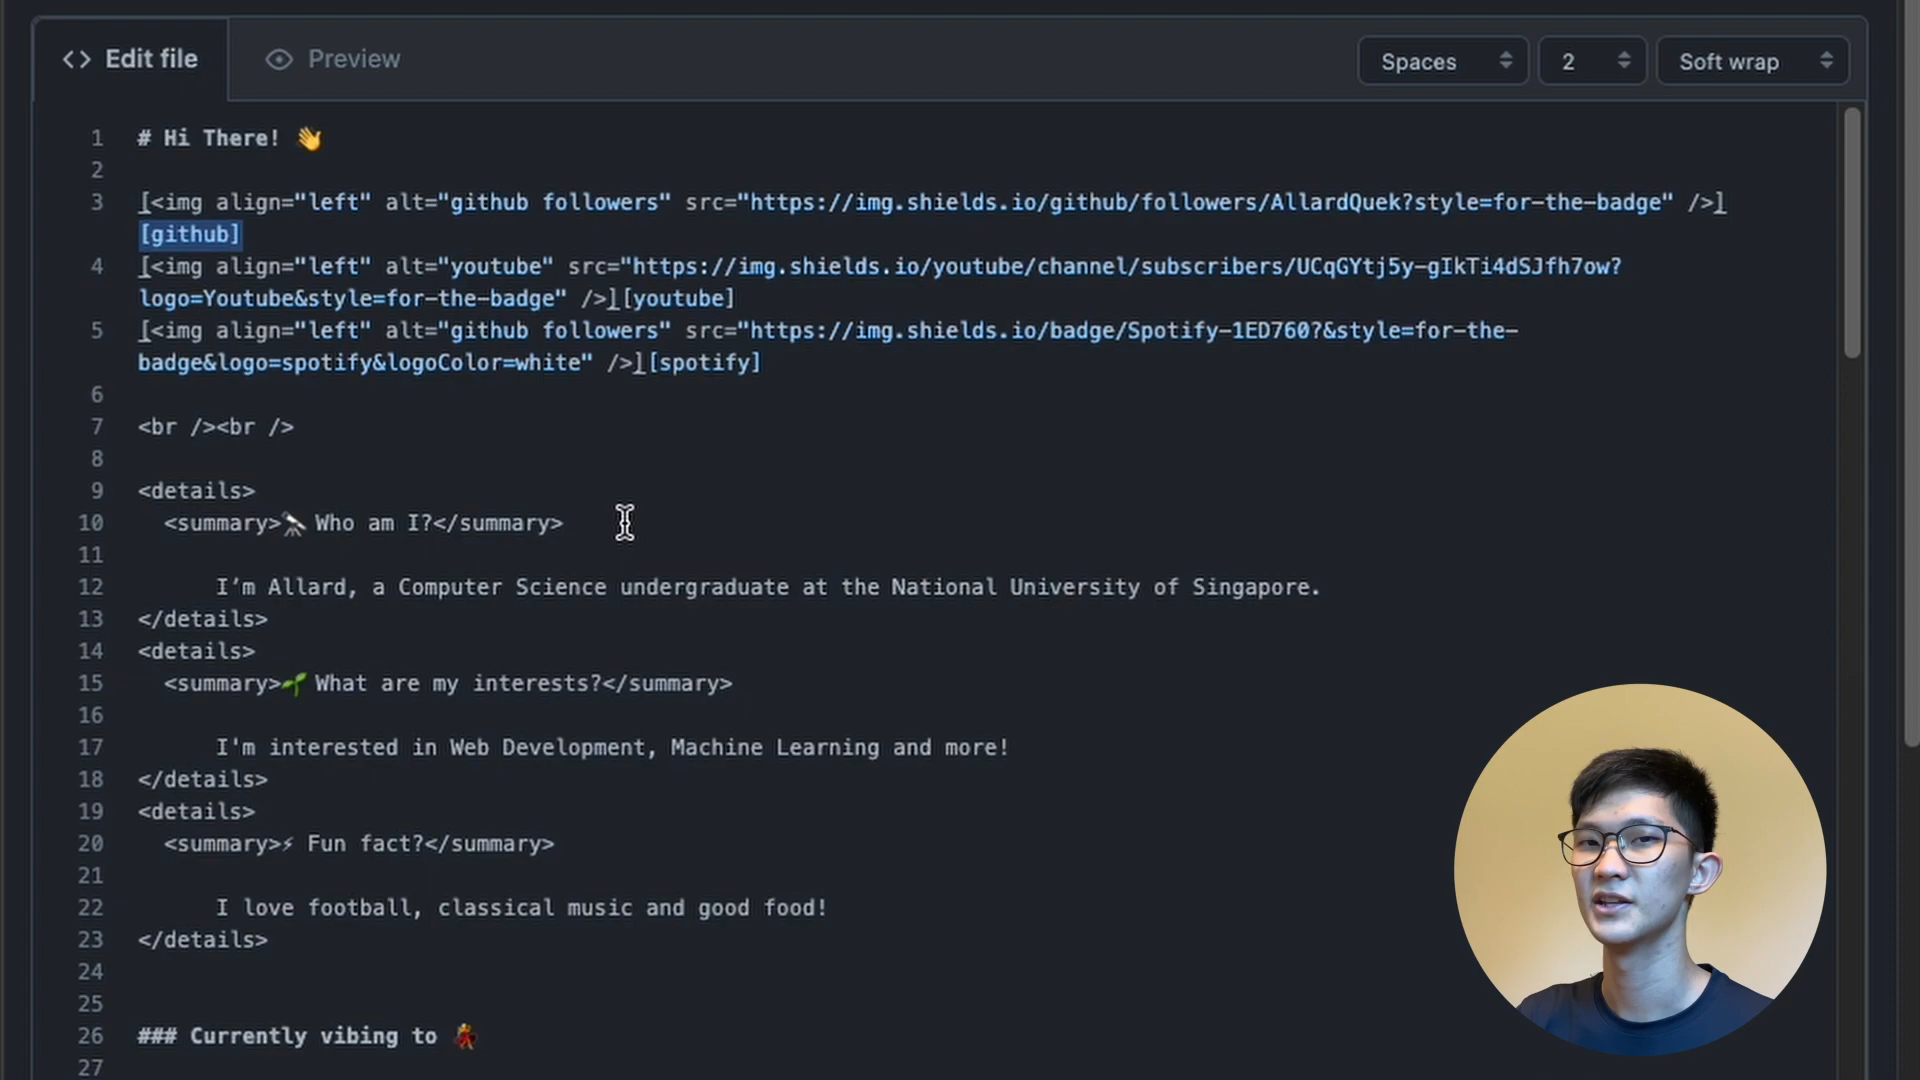 Edit file
Preview
Spaces
2
Soft wrap
1 # Hi There! 👋
2
3 [<img align="left" alt="github followers" src="https://img.shields.io/github/followers/AllardQuek?style=for-the-badge" />]
[github]
4 [<img align="left" alt="youtube" src="https://img.shields.io/youtube/channel/subscribers/UCqGYtj5y-gIkTi4dSJfh7ow?
logo=Youtube&style=for-the-badge" />][youtube]
5 [<img align="left" alt="github followers" src="https://img.shields.io/badge/Spotify-1ED760?&style=for-the-
badge&logo=spotify&logoColor=white" />][spotify]
6
7 <br /><br />
8
9 <details>
10 <summary>🔭 Who am I?</summary>
11
12 I’m Allard, a Computer Science undergraduate at the National University of Singapore.
13 </details>
14 <details>
15 <summary>🌱 What are my interests?</summary>
16
17 I'm interested in Web Development, Machine Learning and more!
18 </details>
19 <details>
20 <summary>⚡ Fun fact?</summary>
21
22 I love football, classical music and good food!
23 </details>
24
25
26 ### Currently vibing to 💃
27